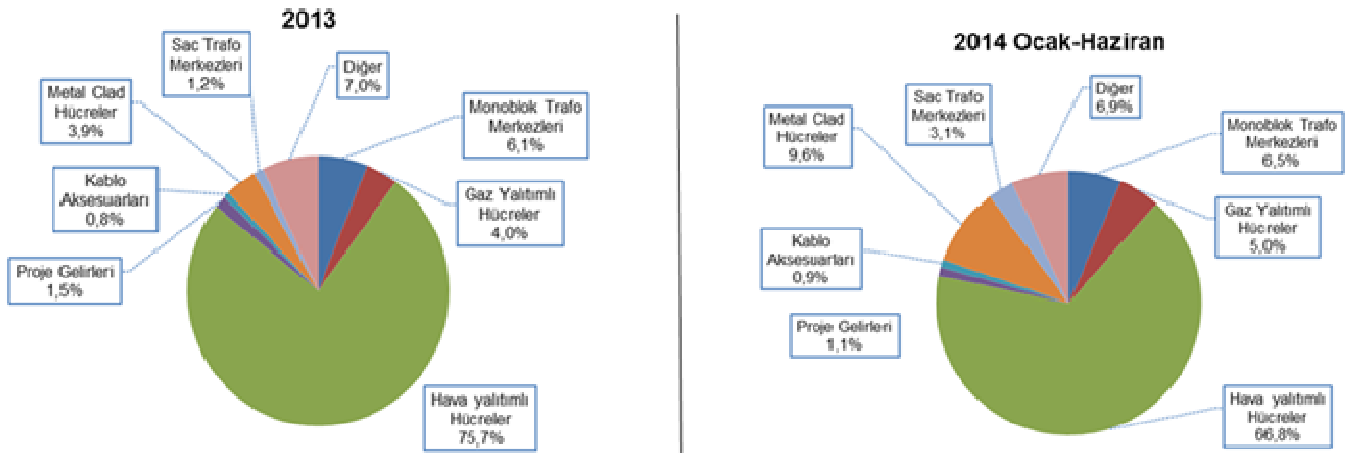 2013
Sac Trafo
Merkezleri
1,2%
Diğer
7,0%
Metal Clad
Hücreler
3,9%
Monoblok Trafo
Merkezleri
6,1%
Kablo
Aksesuarları
0,8%
Gaz Yalıtımlı
Hücreler
4,0%
Proje Gelirleri
1,5%
Hava yalıtımlı
Hücreler
75,7%
2014 Ocak-Haziran
Sac Trafo
Merkezleri
3,1%
Diğer
6,9%
Metal Clad
Hücreler
9,6%
Monoblok Trafo
Merkezleri
6,5%
Kablo
Aksesuarları
0,9%
Gaz Yalıtımlı
Hücreler
5,0%
Proje Gelirleri
1,1%
Hava yalıtımlı
Hücreler
66,8%